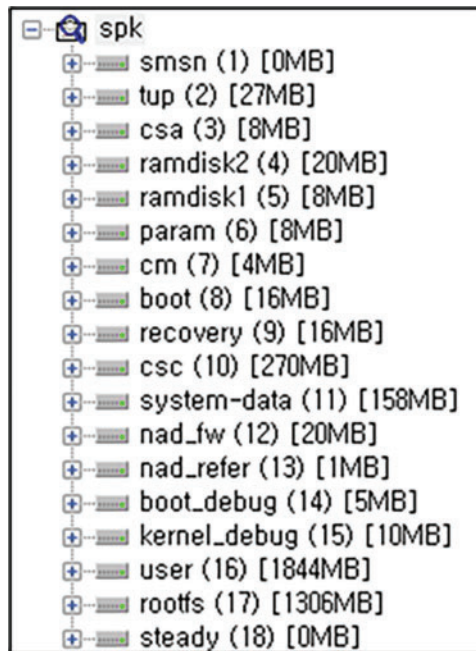 spk
smsn (1) [0MB]
tup (2) [27MB]
csa (3) [8MB]
ramdisk2 (4) [20MB]
ramdisk1 (5) [8MB]
param (6) [8MB]
cm (7) [4MB]
boot (8) [16MB]
recovery (9) [16MB]
csc (10) [270MB]
system-data (11) [158MB]
nad_fw (12) [20MB]
nad_refer (13) [1MB]
boot_debug (14) [5MB]
kernel_debug (15) [10MB]
user (16) [1844MB]
rootfs (17) [1306MB]
steady (18) [0MB]